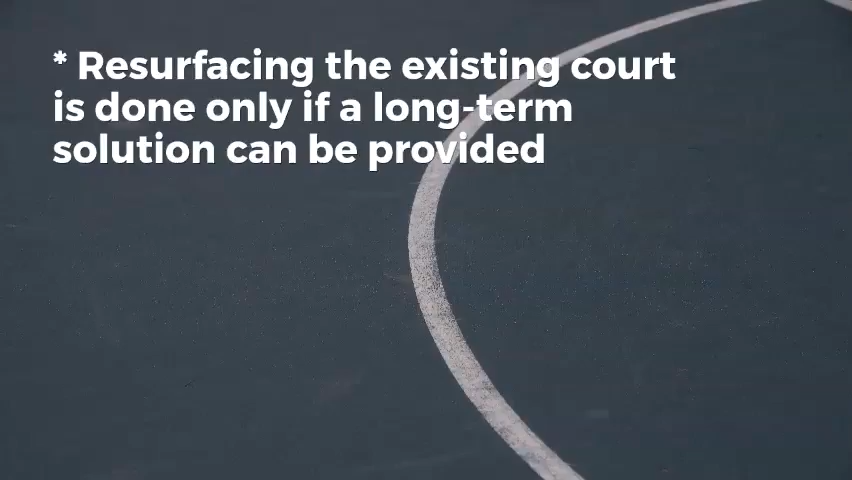 * Resurfacing the existing court
is done only if a long-term
solution can be provided